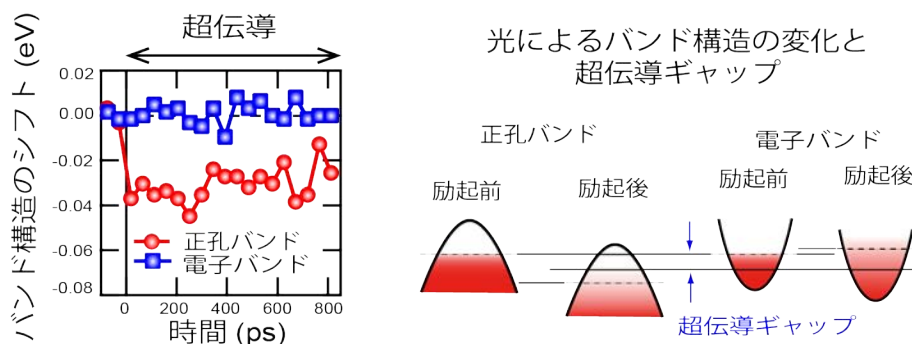 超伝導
バンド構造のシフト (eV)
0.02
0.00
-0.02
-0.04
-0.06
-0.08
正孔バンド
電子バンド
0
200
400
600
800
時間 (ps)
光によるバンド構造の変化と
超伝導ギャップ
正孔バンド
電子バンド
励起前
励起後
励起前
励起後
超伝導ギャップ